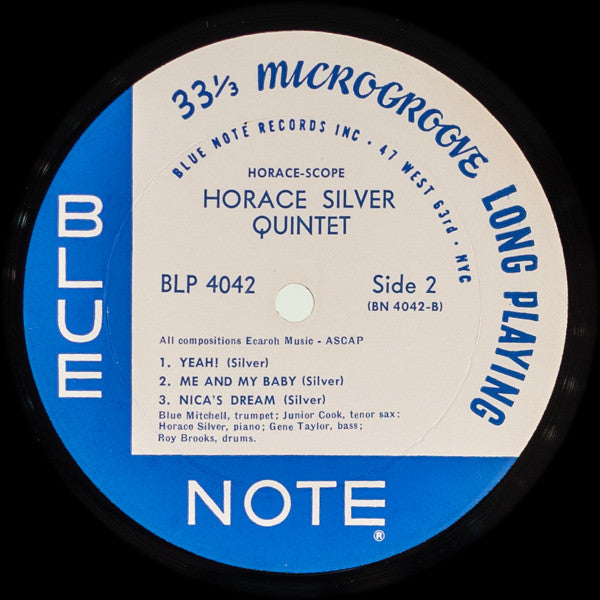 33⅓ MICROGROOVE LONG PLAYING
BLUE NOTE RECORDS INC • 47 WEST 63rd • NYC
HORACE-SCOPE
HORACE SILVER
QUINTET
BLP 4042
Side 2
(BN 4042-B)
All compositions Ecaroh Music - ASCAP
1. YEAH! (Silver)
2. ME AND MY BABY (Silver)
3. NICA'S DREAM (Silver)
Blue Mitchell, trumpet; Junior Cook, tenor sax:
Horace Silver, piano; Gene Taylor, bass;
Roy Brooks, drums.
BLUE
NOTE®